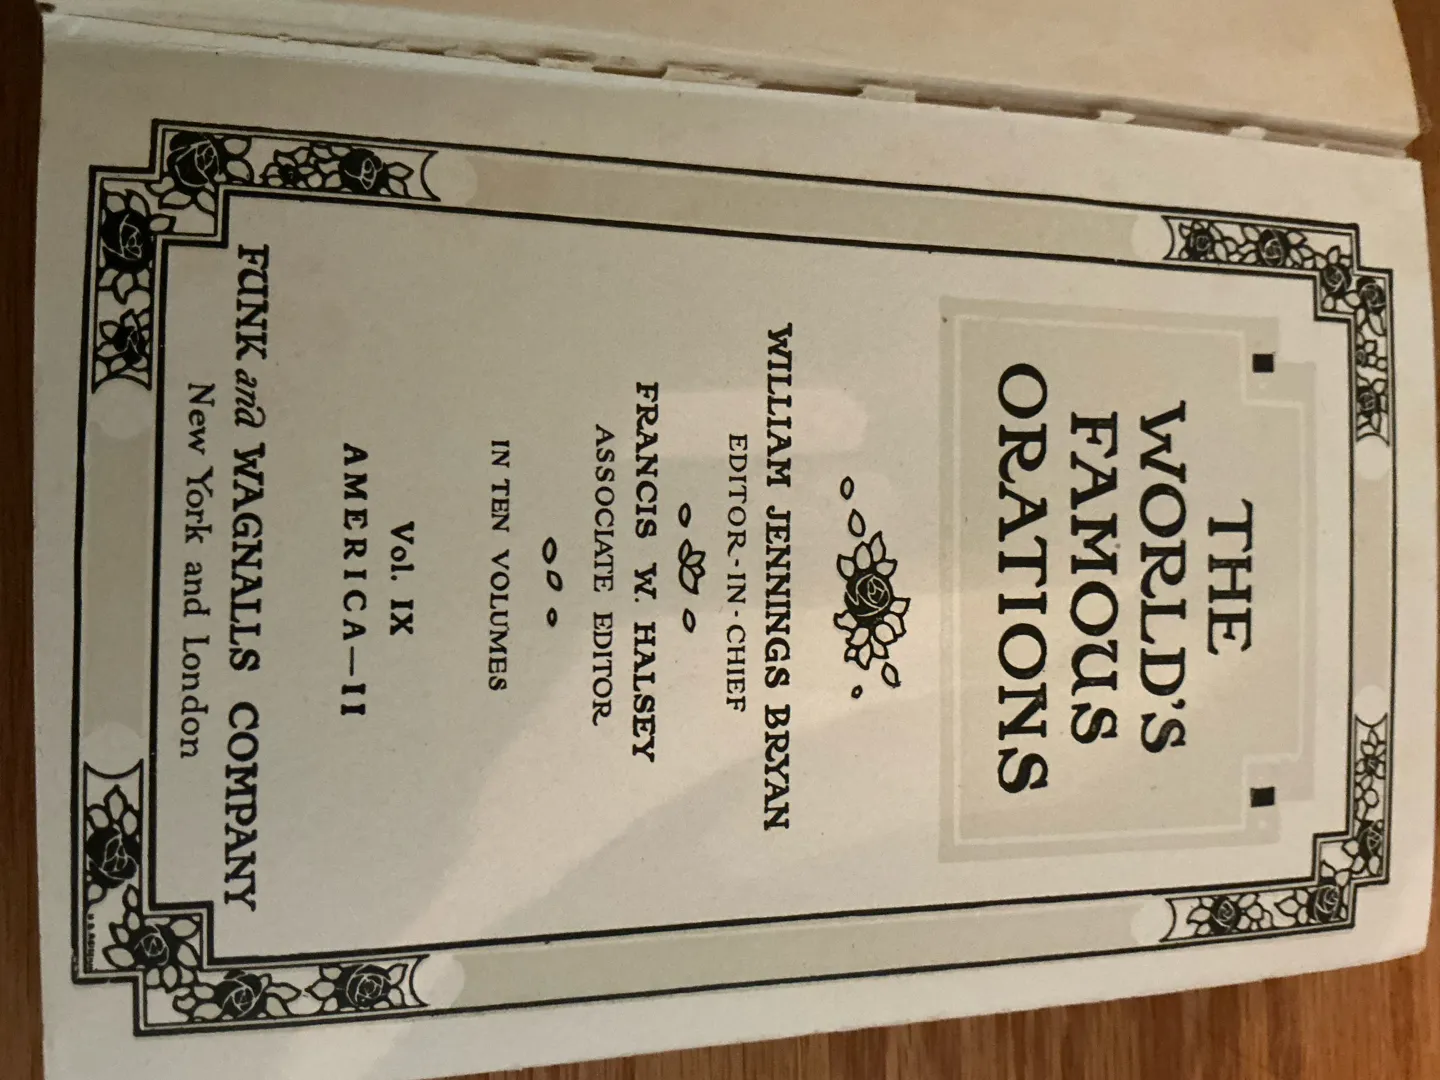 THE
WORLD'S
FAMOUS
ORATIONS
WILLIAM JENNINGS BRYAN
EDITOR-IN-CHIEF
FRANCIS W. HALSEY
ASSOCIATE EDITOR
IN TEN VOLUMES
Vol. IX
AMERICA—II
FUNK and WAGNALLS COMPANY
New York and London